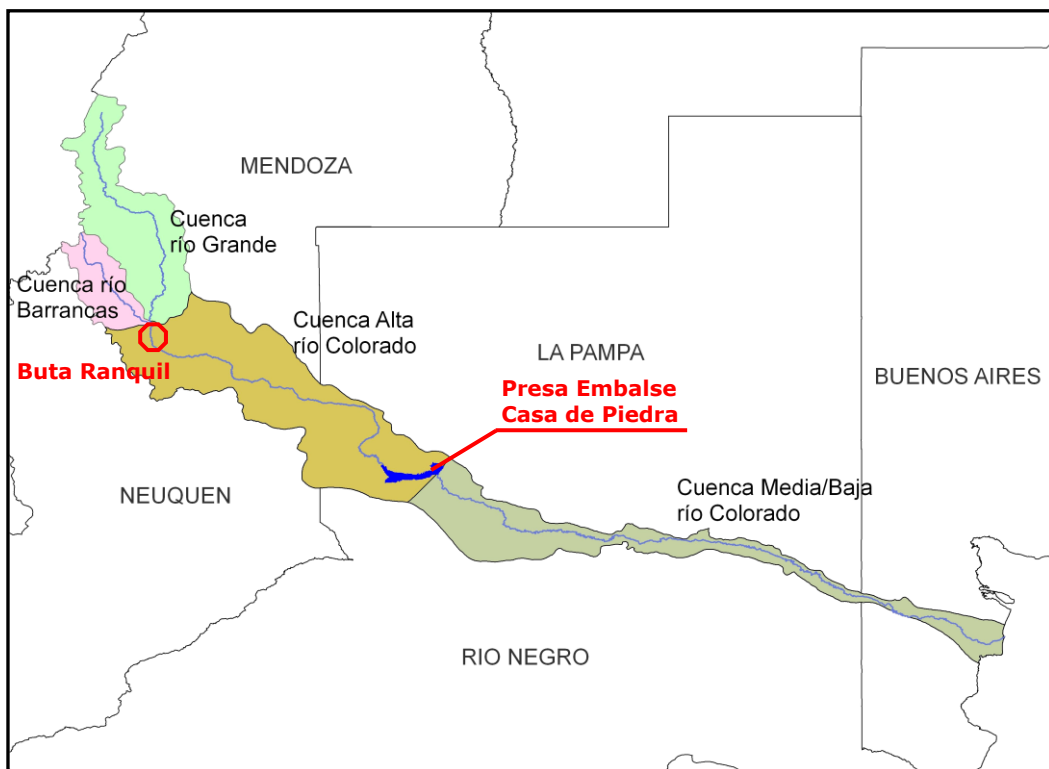 MENDOZA
Cuenca
río Grande
Cuenca río
Barrancas
Cuenca Alta
río Colorado
Buta Ranquil
LA PAMPA
Presa Embalse
Casa de Piedra
BUENOS AIRES
NEUQUEN
Cuenca Media/Baja
río Colorado
RIO NEGRO